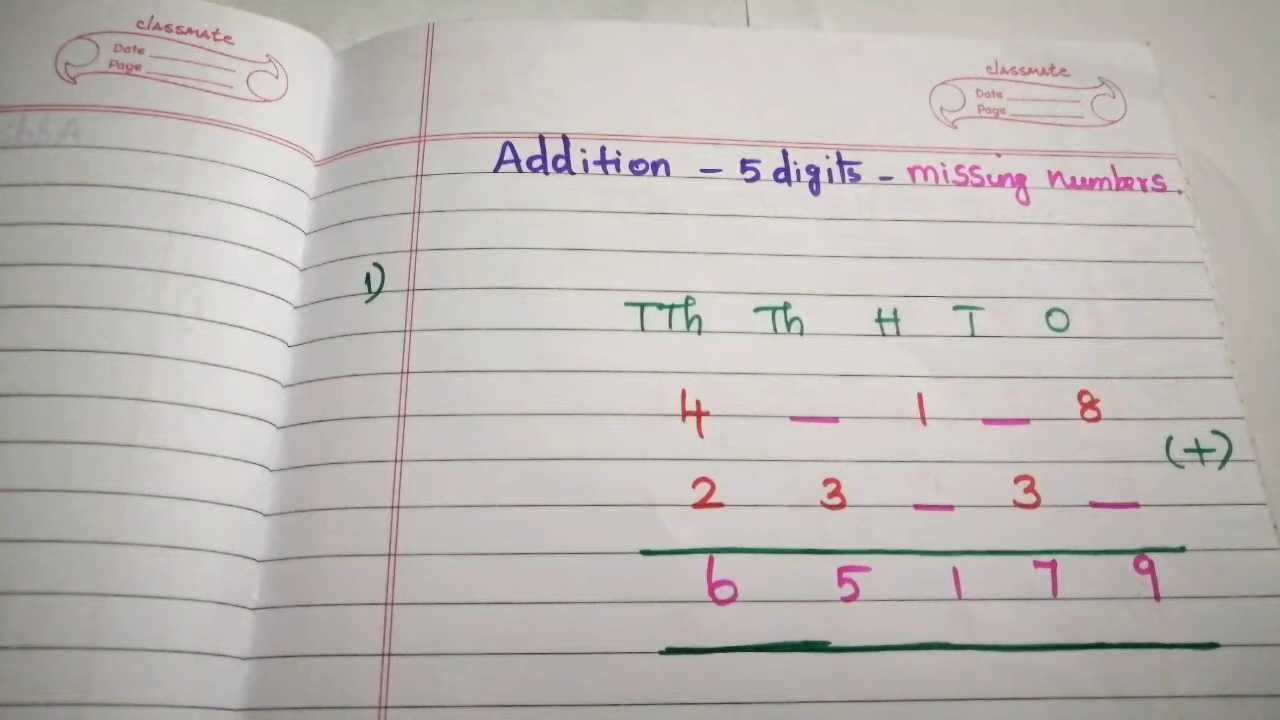 classmate
Date
Page
classmate
Date
Page
Addition - 5 digits - missing numbers.
1)
TTh Th H T O
4 _ 1 _ 8
(+)
2 3 _ 3 _
6 5 1 7 9